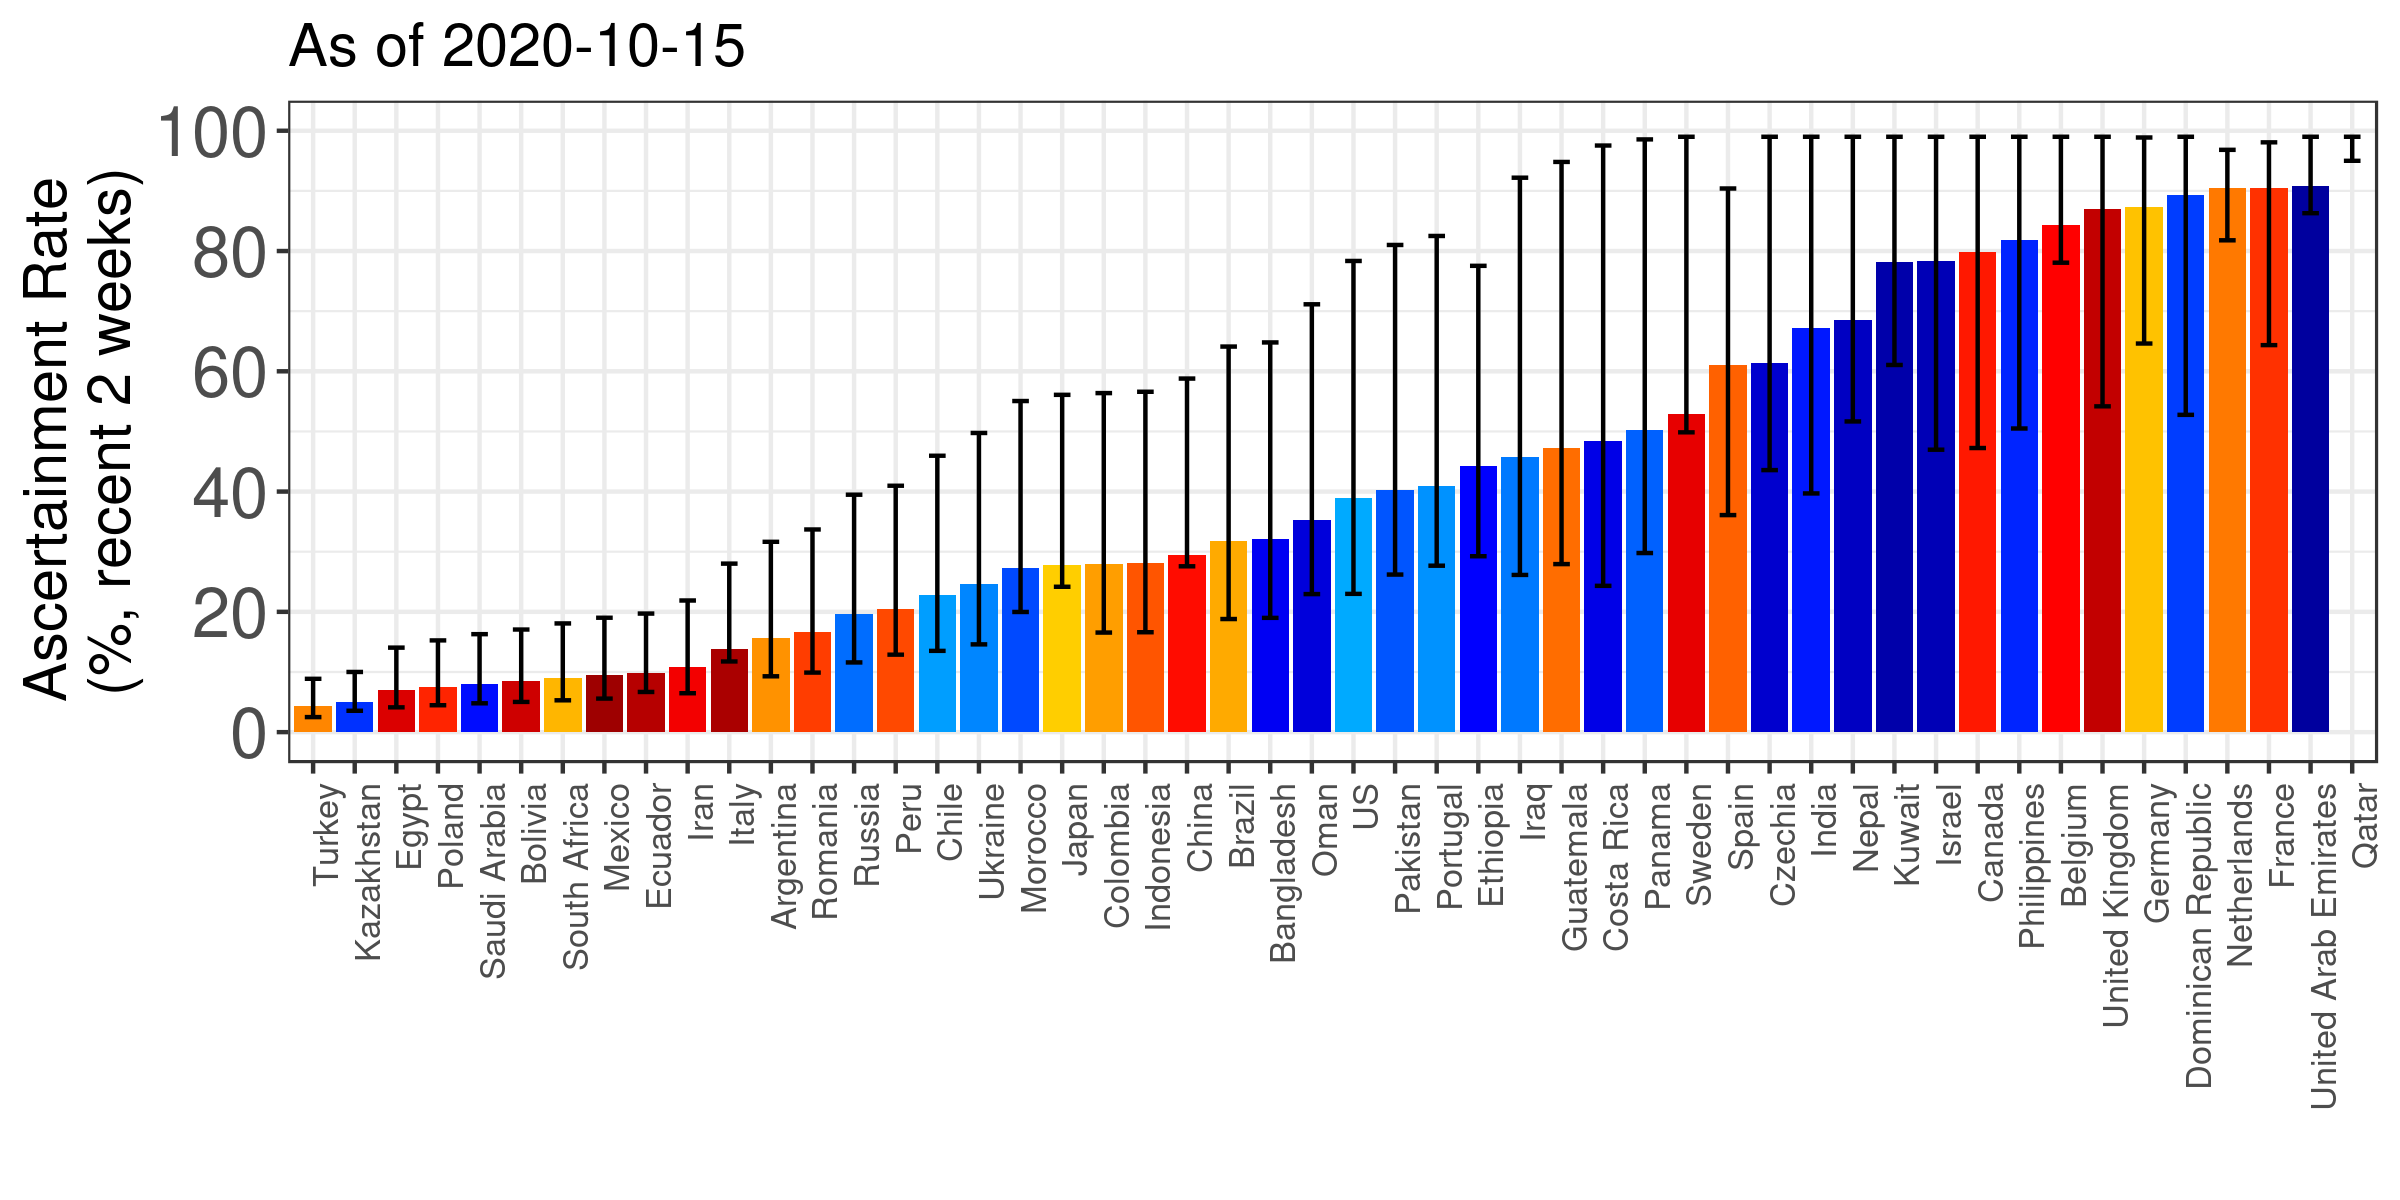 As of 2020-10-15
Ascertainment Rate
(%, recent 2 weeks)
100
80
60
40
20
0
Turkey
Kazakhstan
Egypt
Poland
Saudi Arabia
Bolivia
South Africa
Mexico
Ecuador
Iran
Italy
Argentina
Romania
Russia
Peru
Chile
Ukraine
Morocco
Japan
Colombia
Indonesia
China
Brazil
Bangladesh
Oman
US
Pakistan
Portugal
Ethiopia
Iraq
Guatemala
Costa Rica
Panama
Sweden
Spain
Czechia
India
Nepal
Kuwait
Israel
Canada
Philippines
Belgium
United Kingdom
Germany
Dominican Republic
Netherlands
France
United Arab Emirates
Qatar